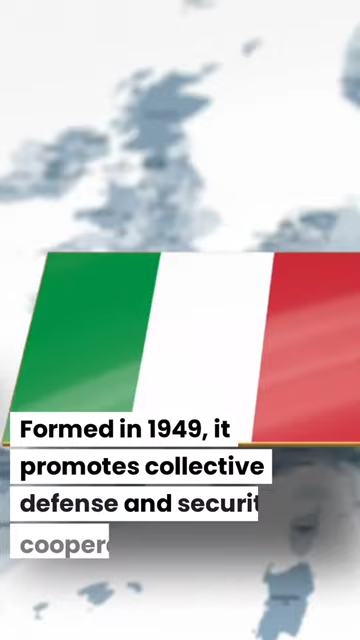 Formed in 1949, it
promotes collective
defense and securit
cooper